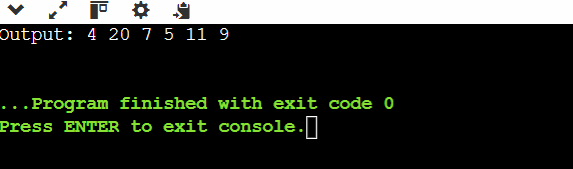 Output: 4 20 7 5 11 9
...Program finished with exit code 0
Press ENTER to exit console.